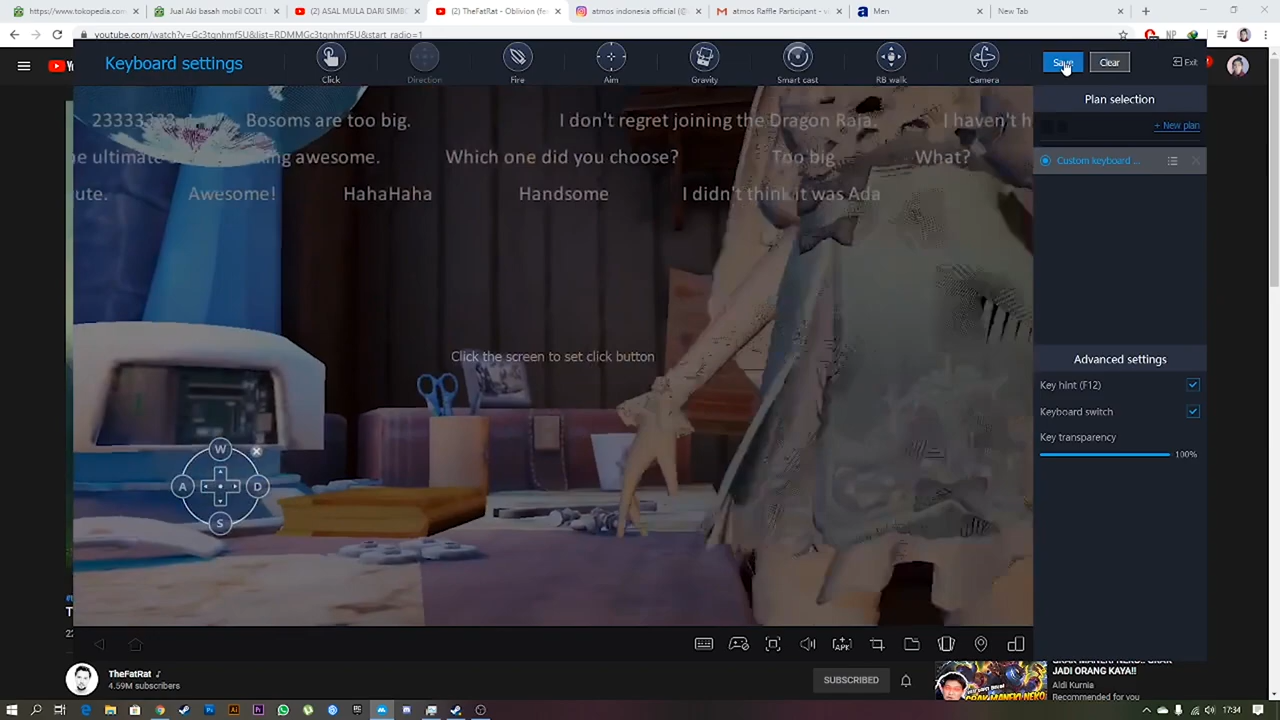 https://www.tokopedia.com
Jual Aki basah mobil COLT
(2) ASAL MULA DARI SIMB
(2) TheFatRat - Oblivion (fe
atmos indonesia official (@
atmos Raffle Participant - v
Men
New Tab
youtube.com/watch?v=Gc3tqnhmf5U&list=RDMMGc3tqnhmf5U&start_radio=1
NP
Keyboard settings
Click
Direction
Fire
Aim
Gravity
Smart cast
RB walk
Camera
Save
Clear
Exit
Plan selection
+ New plan
Custom keyboard ...
23333333 Bosoms are too big. I don't regret joining the Dragon Raja. I haven't h
he ultimate awesome. Which one did you choose? Too big What?
ute. Awesome! HahaHaha Handsome I didn't think it was Ada
Click the screen to set click button
W
A D
S
Advanced settings
Key hint (F12)
Keyboard switch
Key transparency
100%
APK
TheFatRat
4.59M subscribers
SUBSCRIBED
JADI ORANG KAYA!!
Aldi Kurnia
Recommended for you
17:34